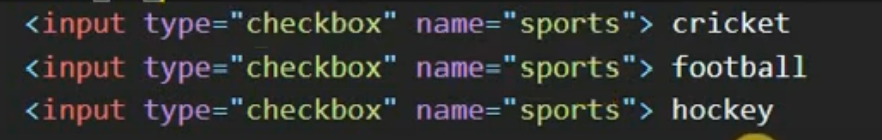 <input type="checkbox" name="sports"> cricket
<input type="checkbox" name="sports"> football
<input type="checkbox" name="sports"> hockey